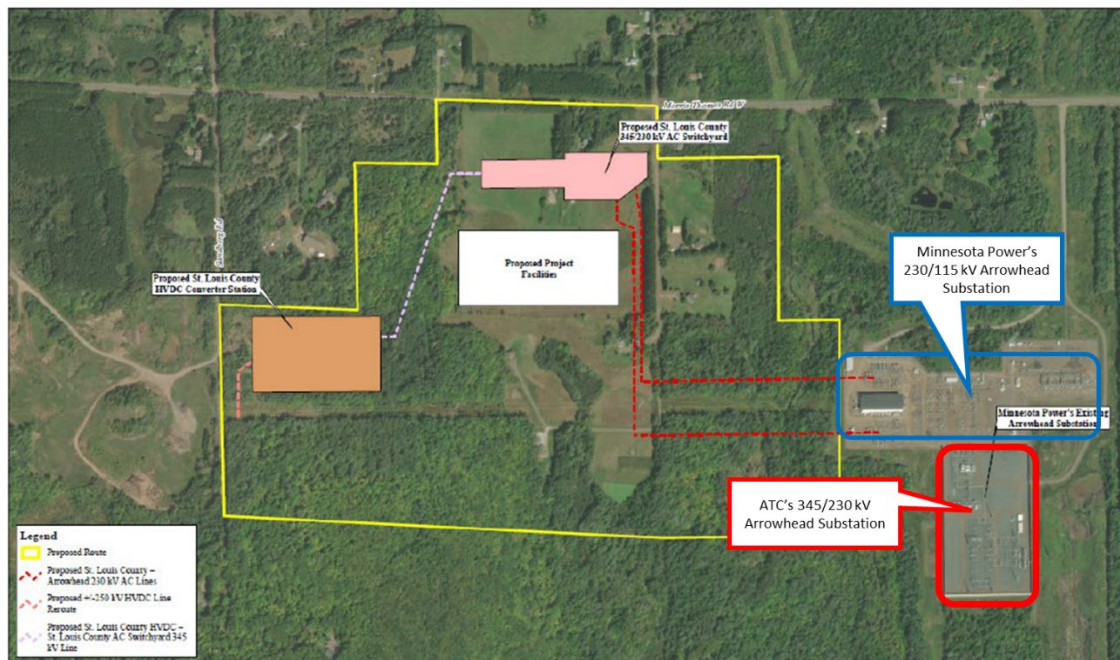 Morris Thomas Rd W
Proposed St. Louis County
345/230 kV AC Switchyard
Proposed St. Louis County
HVDC Converter Station
Proposed Project
Facilities
Minnesota Power's
230/115 kV Arrowhead
Substation
Minnesota Power's Existing
Arrowhead Substation
ATC's 345/230 kV
Arrowhead Substation
Legend
Proposed Route
Proposed St. Louis County –
Arrowhead 230 kV AC Lines
Proposed +/-250 kV HVDC Line
Reroute
Proposed St. Louis County HVDC –
St. Louis County AC Switchyard 345
kV Line